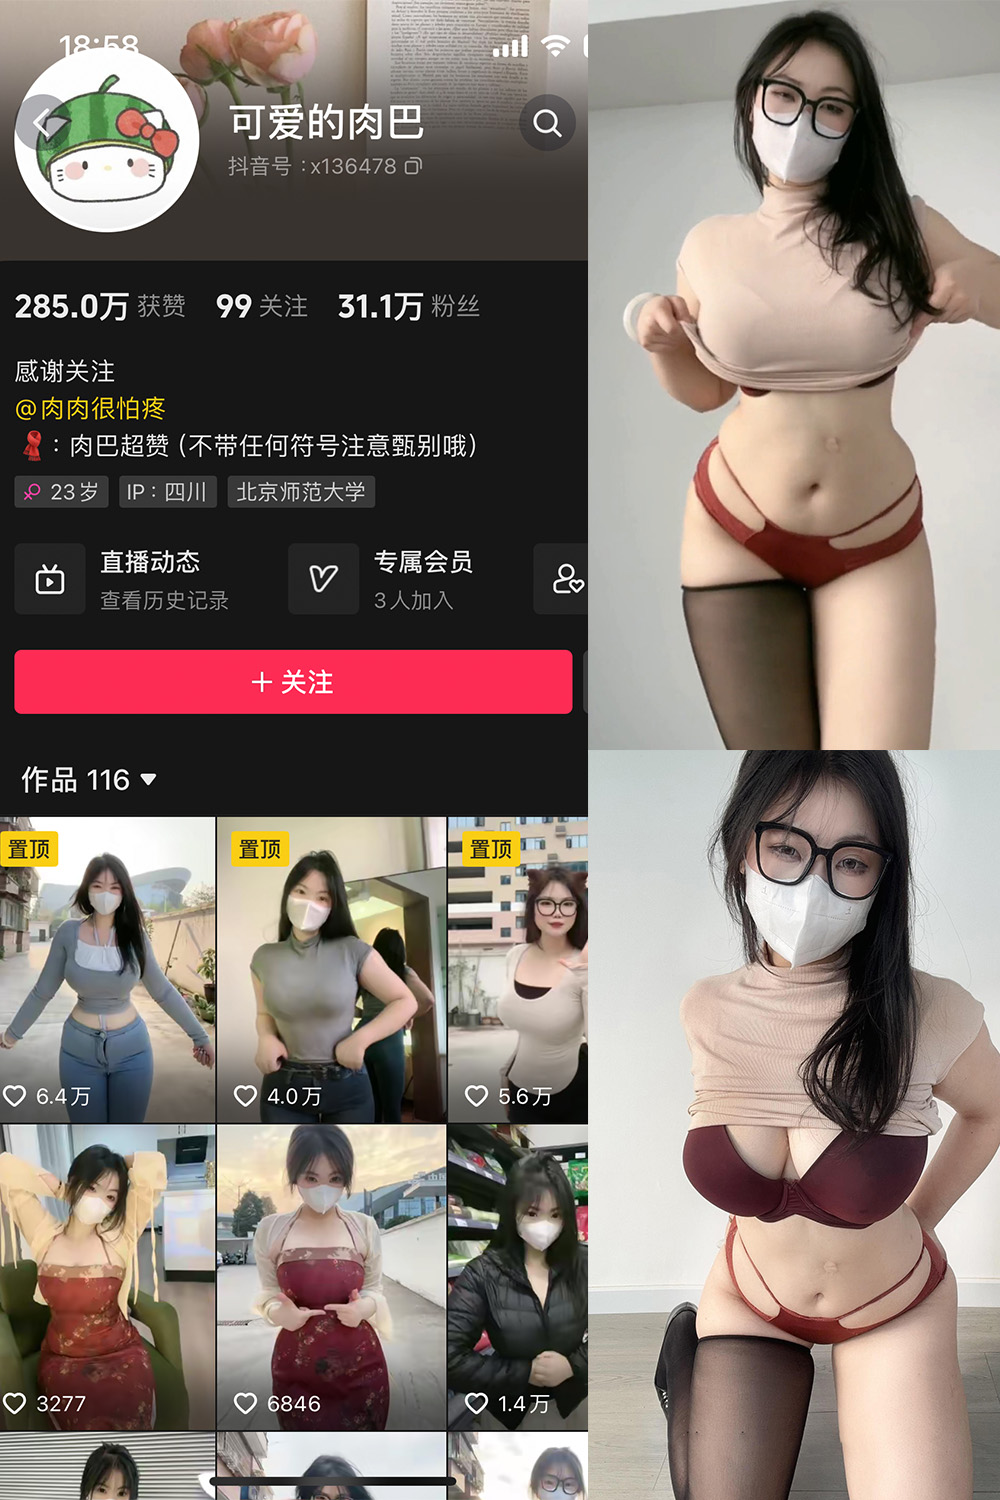 18:58
可爱的肉巴
抖音号：x136478
285.0万 获赞 99 关注 31.1万 粉丝
感谢关注
@肉肉很怕疼
：肉巴超赞（不带任何符号注意甄别哦）
23岁 IP：四川 北京师范大学
直播动态 专属会员
查看历史记录 3人加入
＋关注
作品 116
置顶 置顶 置顶
6.4万 4.0万 5.6万
3277 6846 1.4万